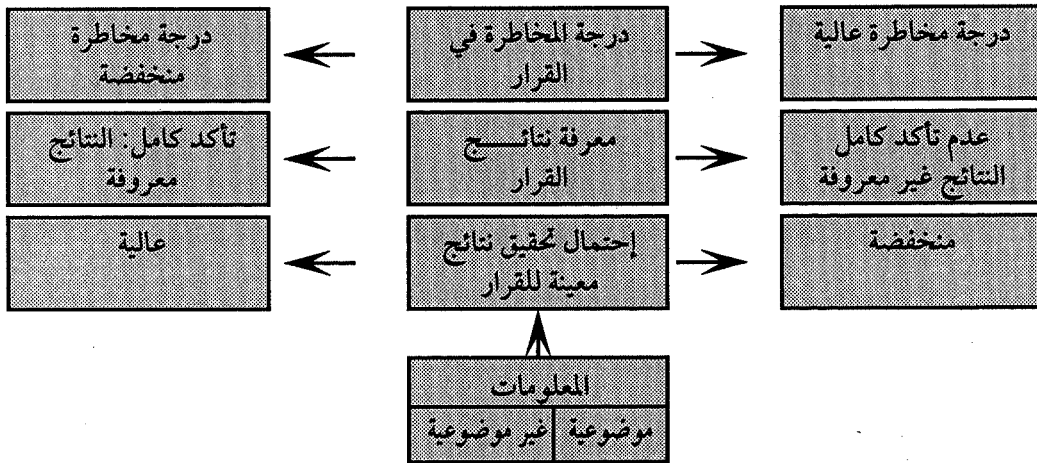 درجة مخاطرة عالية
درجة المخاطرة في
القرار
درجة مخاطرة
منخفضة
عدم تأكد كامل
النتائج غير معروفة
معرفة نتائـــــج
القرار
تأكد كامل: النتائج
معروفة
منخفضة
إحتمال تحقيق نتائج
معينة للقرار
عالية
المعلومات
موضوعية
غير موضوعية